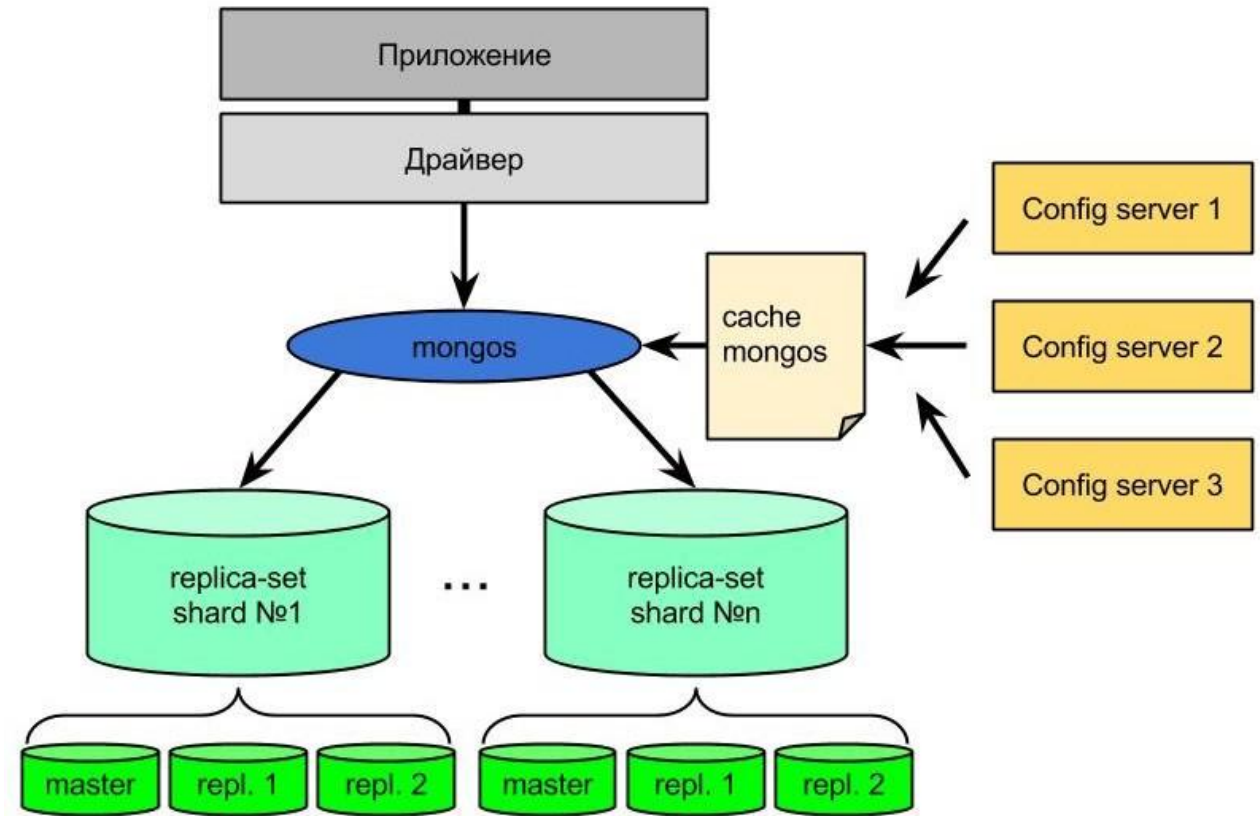 Приложение
Драйвер
Config server 1
cache
mongos
mongos
Config server 2
Config server 3
replica-set
shard №1
...
replica-set
shard №n
master
repl. 1
repl. 2
master
repl. 1
repl. 2